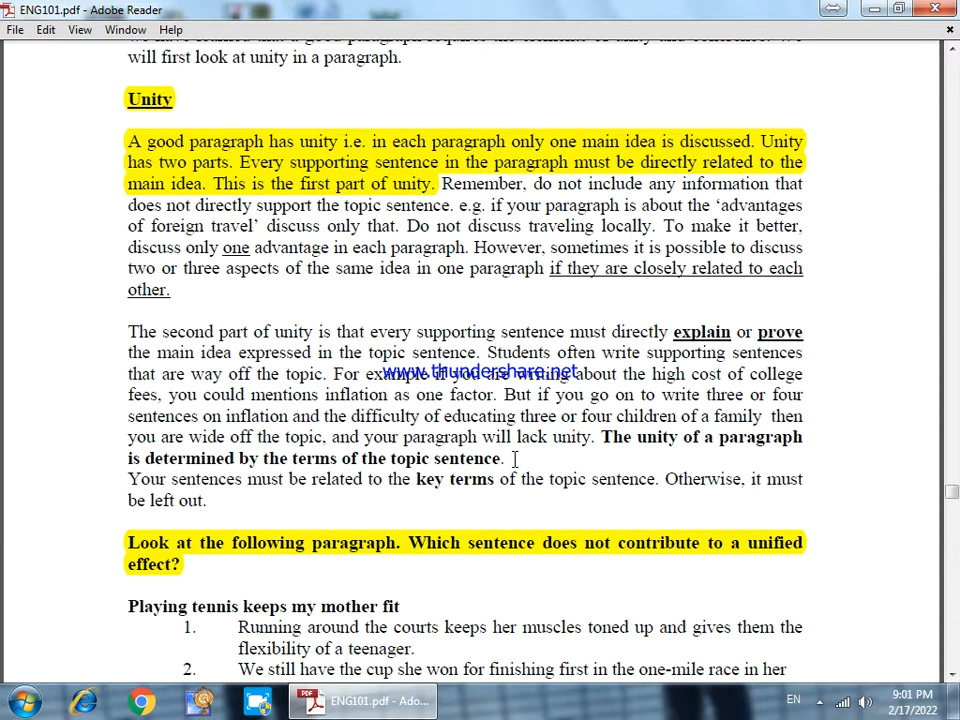 ENG101.pdf - Adobe Reader
File Edit View Window Help
will first look at unity in a paragraph.
Unity
A good paragraph has unity i.e. in each paragraph only one main idea is discussed. Unity
has two parts. Every supporting sentence in the paragraph must be directly related to the
main idea. This is the first part of unity. Remember, do not include any information that
does not directly support the topic sentence. e.g. if your paragraph is about the ‘advantages
of foreign travel’ discuss only that. Do not discuss traveling locally. To make it better,
discuss only one advantage in each paragraph. However, sometimes it is possible to discuss
two or three aspects of the same idea in one paragraph if they are closely related to each
other.
The second part of unity is that every supporting sentence must directly explain or prove
the main idea expressed in the topic sentence. Students often write supporting sentences
that are way off the topic. For example if you are writing about the high cost of college
www.thundershare.net
fees, you could mentions inflation as one factor. But if you go on to write three or four
sentences on inflation and the difficulty of educating three or four children of a family then
you are wide off the topic, and your paragraph will lack unity. The unity of a paragraph
is determined by the terms of the topic sentence.
Your sentences must be related to the key terms of the topic sentence. Otherwise, it must
be left out.
Look at the following paragraph. Which sentence does not contribute to a unified
effect?
Playing tennis keeps my mother fit
1. Running around the courts keeps her muscles toned up and gives them the
flexibility of a teenager.
2. We still have the cup she won for finishing first in the one-mile race in her
ENG101.pdf - Ado...
EN
9:01 PM
2/17/2022